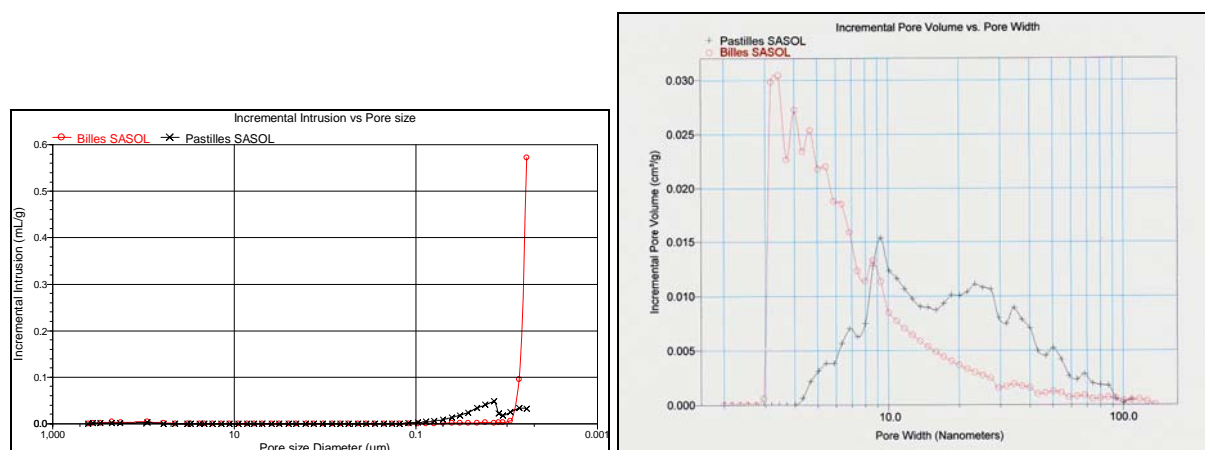 Incremental Intrusion vs Pore size
Billes SASOL Pastilles SASOL
Incremental Intrusion (mL/g)
0.6
0.5
0.4
0.3
0.2
0.1
0.0
1,000 10 0.1 0.001
Pore size Diameter (um)
Incremental Pore Volume vs. Pore Width
Pastilles SASOL
Billes SASOL
Incremental Pore Volume (cm³/g)
0.030
0.025
0.020
0.015
0.010
0.005
0.000
10.0 100.0
Pore Width (Nanometers)